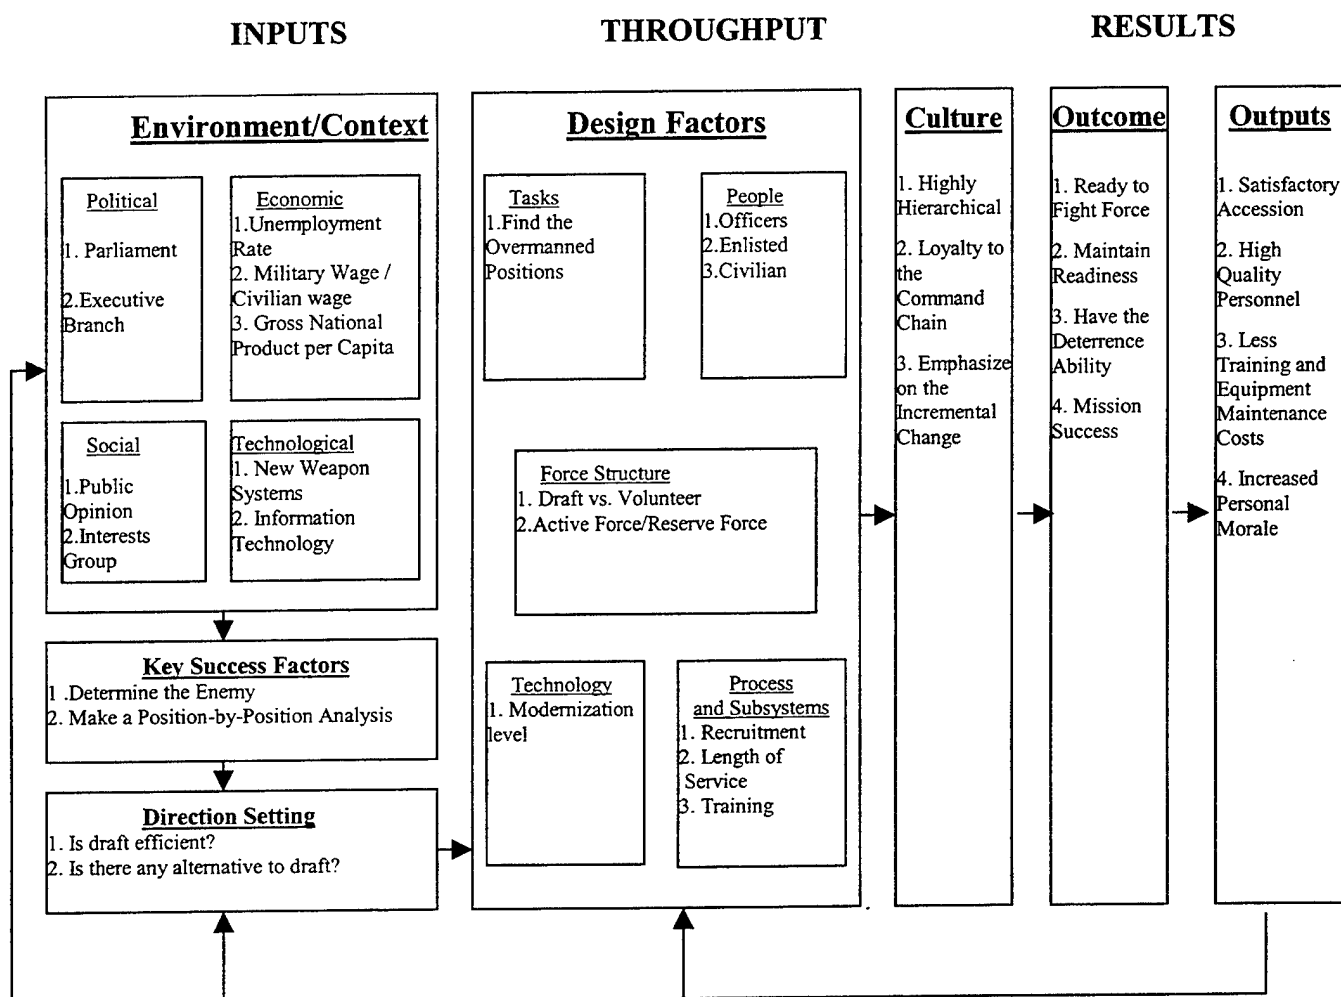 INPUTS
THROUGHPUT
RESULTS
Environment/Context
Political
1. Parliament
2.Executive
Branch
Economic
1.Unemployment
Rate
2. Military Wage /
Civilian wage
3. Gross National
Product per Capita
Social
1.Public
Opinion
2.Interests
Group
Technological
1. New Weapon
Systems
2. Information
Technology
Key Success Factors
1 .Determine the Enemy
2. Make a Position-by-Position Analysis
Direction Setting
1. Is draft efficient?
2. Is there any alternative to draft?
Design Factors
Tasks
1.Find the
Overmanned
Positions
People
1.Officers
2.Enlisted
3.Civilian
Force Structure
1. Draft vs. Volunteer
2.Active Force/Reserve Force
Technology
1. Modernization
level
Process
and Subsystems
1. Recruitment
2. Length of
Service
3. Training
Culture
1. Highly
Hierarchical
2. Loyalty to
the
Command
Chain
3. Emphasize
on the
Incremental
Change
Outcome
1. Ready to
Fight Force
2. Maintain
Readiness
3. Have the
Deterrence
Ability
4. Mission
Success
Outputs
1. Satisfactory
Accession
2. High
Quality
Personnel
3. Less
Training and
Equipment
Maintenance
Costs
4. Increased
Personal
Morale